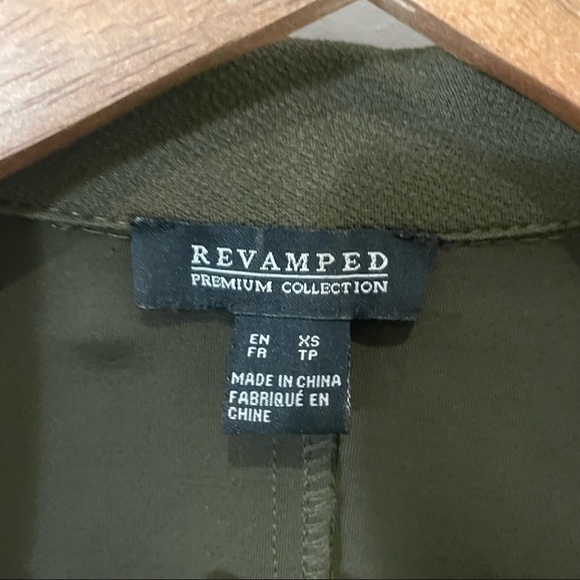 REVAMPED
PREMIUM COLLECTION
EN XS
FR TP
MADE IN CHINA
FABRIQUÉ EN
CHINE